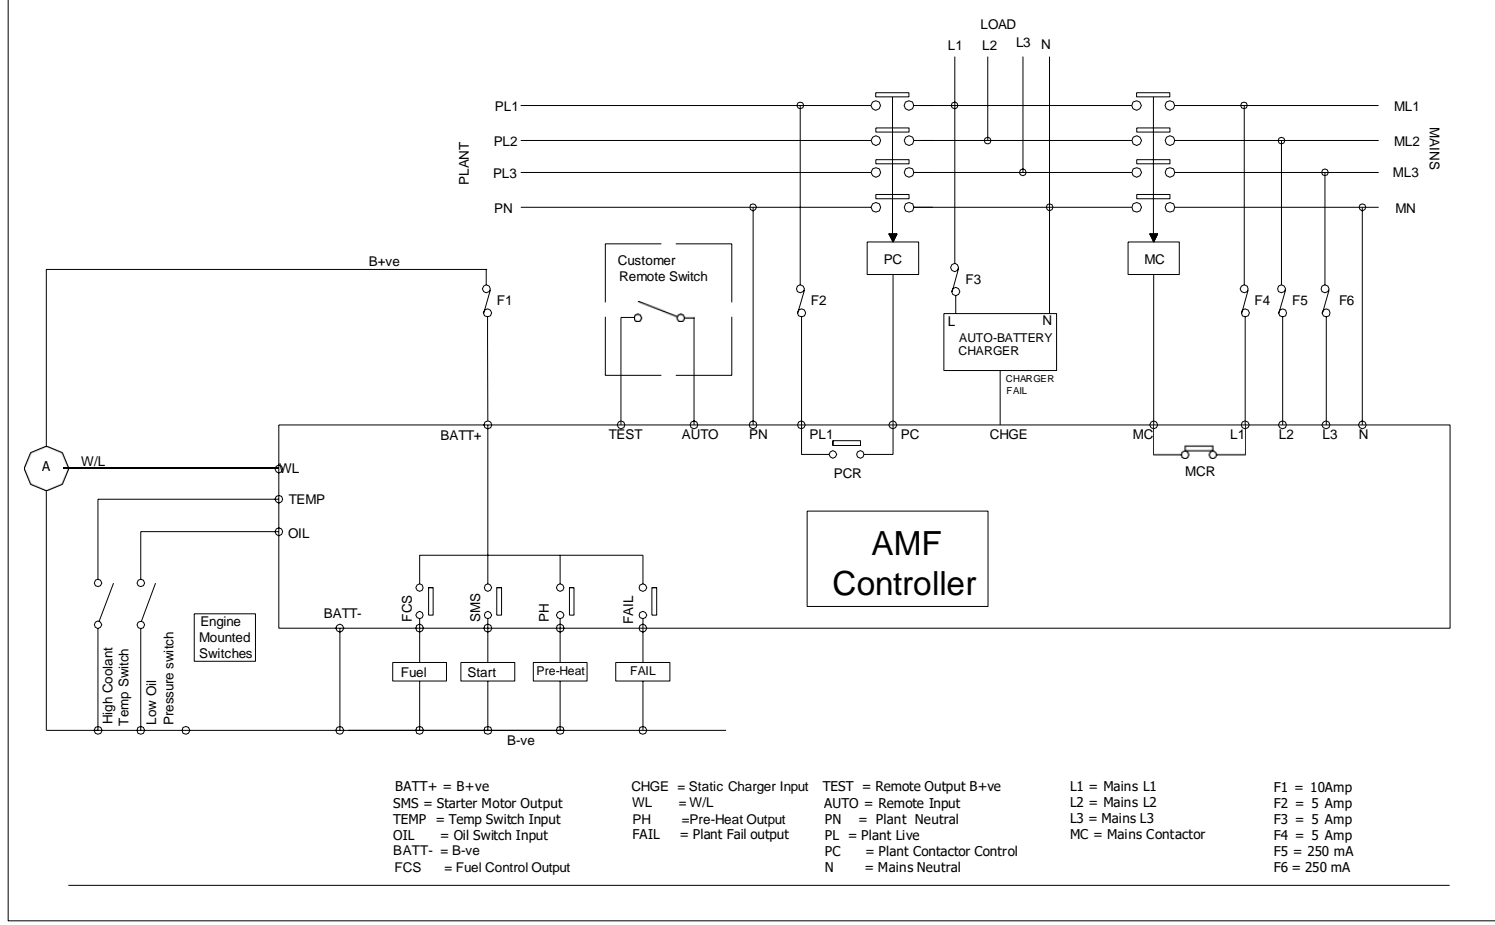 LOAD
L1 L2 L3 N
PL1
PL2
PL3
PN
PLANT
ML1
ML2
ML3
MN
MAINS
B+ve
Customer
Remote Switch
PC
MC
F1
F2
F3
F4
F5
F6
L N
AUTO-BATTERY
CHARGER
CHARGER
FAIL
BATT+
TEST
AUTO
PN
PL1
PC
CHGE
MC
L1
L2
L3
N
PCR
MCR
A
W/L
WL
TEMP
OIL
AMF
Controller
BATT-
FCS
SMS
PH
FAIL
Engine
Mounted
Switches
High Coolant
Temp Switch
Low Oil
Pressure switch
Fuel
Start
Pre-Heat
FAIL
B-ve
BATT+ = B+ve
SMS = Starter Motor Output
TEMP = Temp Switch Input
OIL = Oil Switch Input
BATT- = B-ve
FCS = Fuel Control Output
CHGE = Static Charger Input
WL = W/L
PH =Pre-Heat Output
FAIL = Plant Fail output
TEST = Remote Output B+ve
AUTO = Remote Input
PN = Plant Neutral
PL = Plant Live
PC = Plant Contactor Control
N = Mains Neutral
L1 = Mains L1
L2 = Mains L2
L3 = Mains L3
MC = Mains Contactor
F1 = 10Amp
F2 = 5 Amp
F3 = 5 Amp
F4 = 5 Amp
F5 = 250 mA
F6 = 250 mA